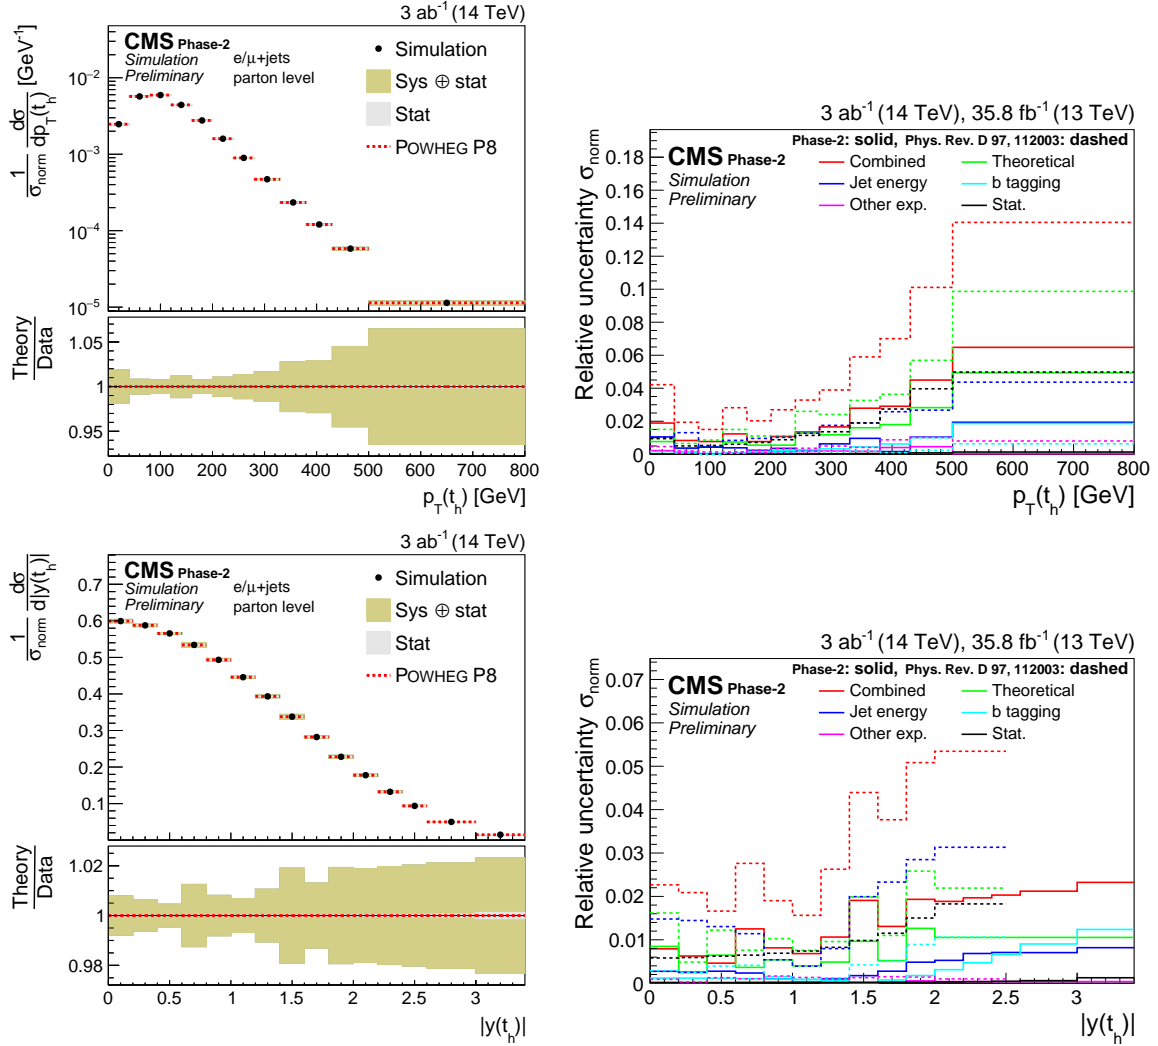 3 ab⁻¹ (14 TeV)
CMS Phase-2
Simulation
Preliminary
e/μ+jets
parton level
Simulation
Sys ⊕ stat
Stat
POWHEG P8
1/σnorm dσ/dpT(th) [GeV⁻¹]
10⁻²
10⁻³
10⁻⁴
10⁻⁵
Theory
Data
1.05
1
0.95
0 100 200 300 400 500 600 700 800
pT(th) [GeV]
3 ab⁻¹ (14 TeV), 35.8 fb⁻¹ (13 TeV)
Phase-2: solid, Phys. Rev. D 97, 112003: dashed
CMS Phase-2
Simulation
Preliminary
Combined
Jet energy
Other exp.
Theoretical
b tagging
Stat.
Relative uncertainty σnorm
0.18
0.16
0.14
0.12
0.1
0.08
0.06
0.04
0.02
0
0 100 200 300 400 500 600 700 800
pT(th) [GeV]
3 ab⁻¹ (14 TeV)
CMS Phase-2
Simulation
Preliminary
e/μ+jets
parton level
Simulation
Sys ⊕ stat
Stat
POWHEG P8
1/σnorm dσ/d|y(th)|
0.7
0.6
0.5
0.4
0.3
0.2
0.1
Theory
Data
1.02
1
0.98
0 0.5 1 1.5 2 2.5 3
|y(th)|
3 ab⁻¹ (14 TeV), 35.8 fb⁻¹ (13 TeV)
Phase-2: solid, Phys. Rev. D 97, 112003: dashed
CMS Phase-2
Simulation
Preliminary
Combined
Jet energy
Other exp.
Theoretical
b tagging
Stat.
Relative uncertainty σnorm
0.07
0.06
0.05
0.04
0.03
0.02
0.01
0
0 0.5 1 1.5 2 2.5 3
|y(th)|